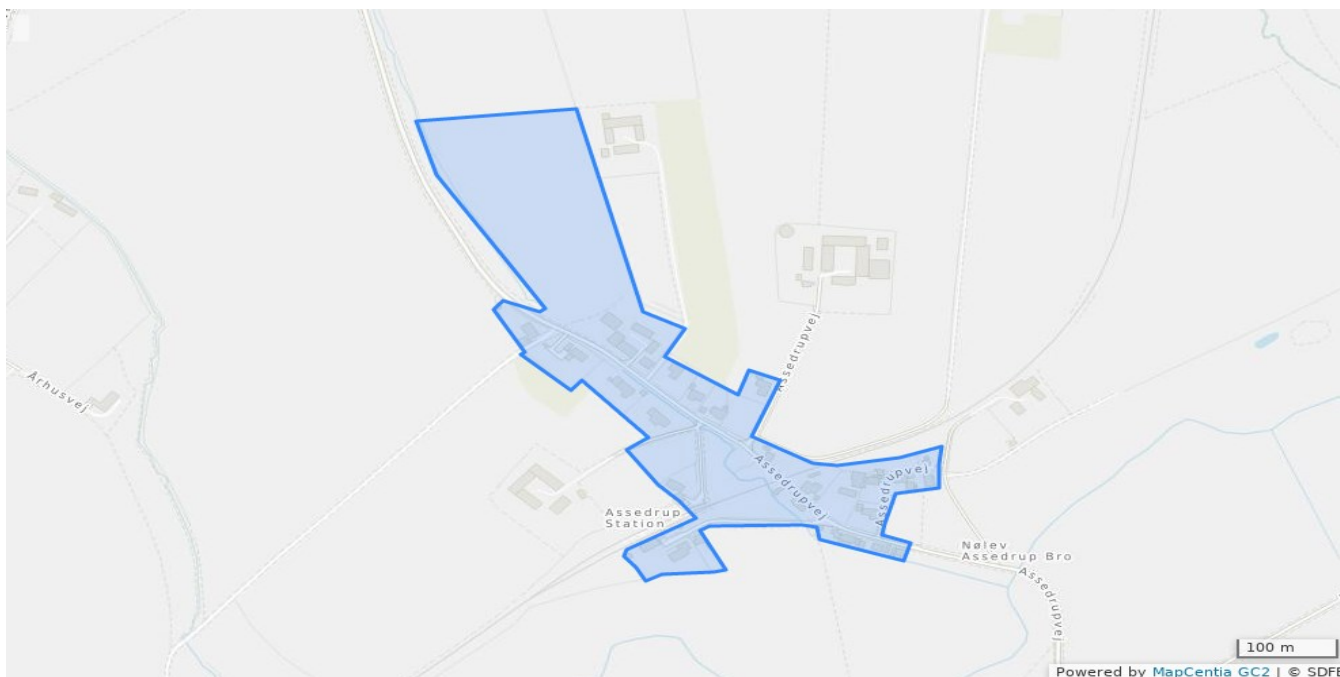 Assedrupvej
Århusvej
Assedrupvej
Assedrupvej
Assedrup
Station
Nølev
Assedrup Bro
Assedrupvej
100 m
Powered by MapCentia GC2 | © SDFE